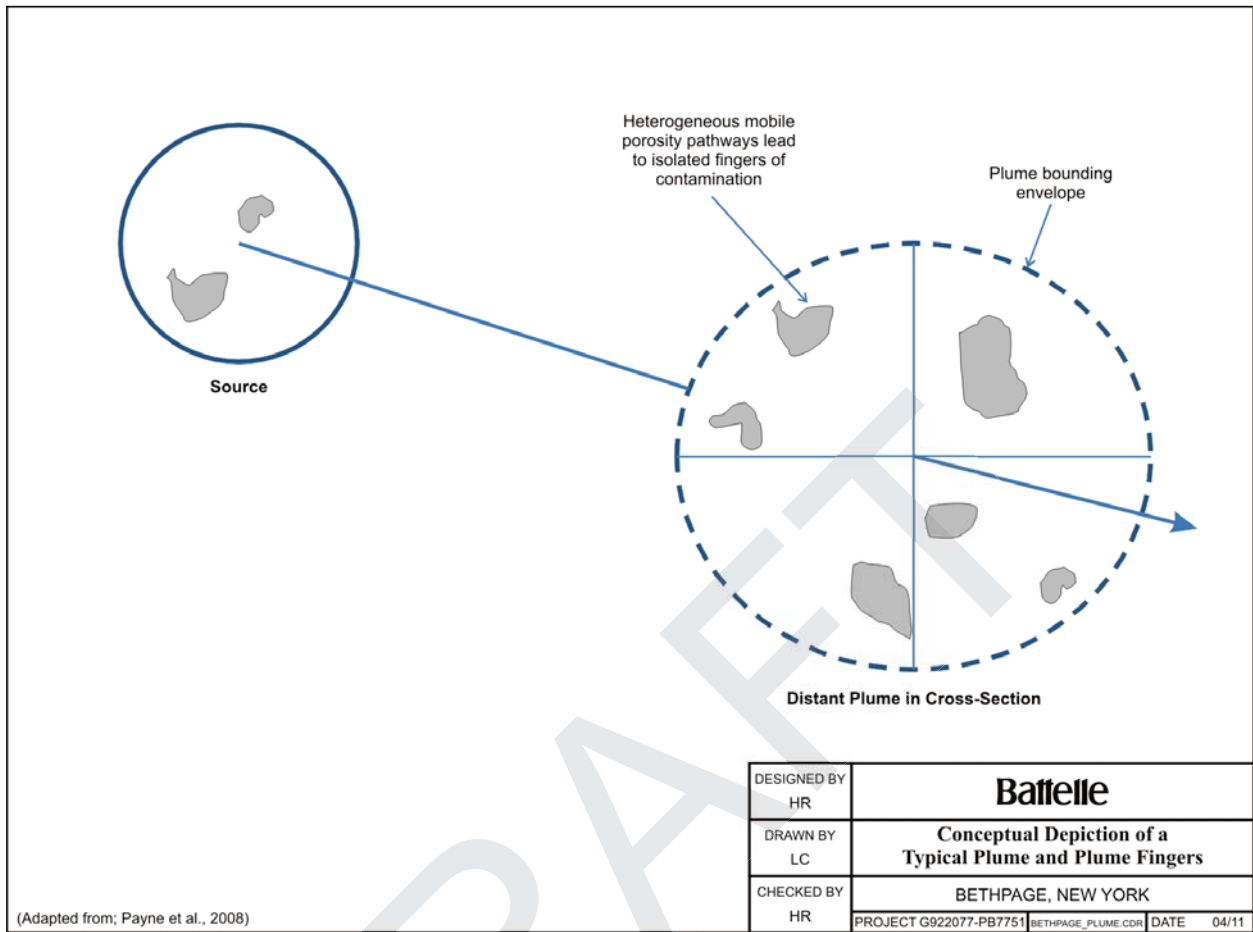 Heterogeneous mobile
porosity pathways lead
to isolated fingers of
contamination
Plume bounding
envelope
Source
Distant Plume in Cross-Section
DRAFT
DESIGNED BY
HR
Battelle
DRAWN BY
LC
Conceptual Depiction of a
Typical Plume and Plume Fingers
CHECKED BY
HR
BETHPAGE, NEW YORK
PROJECT G922077-PB7751 BETHPAGE_PLUME.CDR DATE 04/11
(Adapted from; Payne et al., 2008)